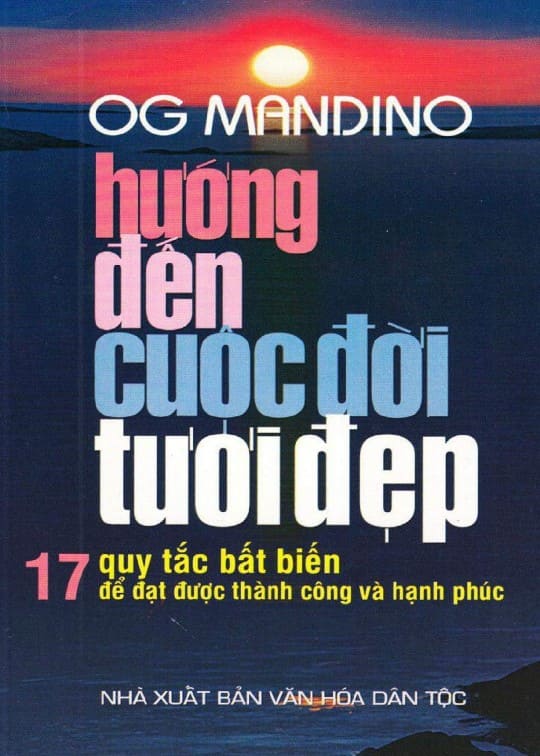 OG MANDINO
hướng
đến
cuộc đời
tươi đẹp
17 quy tắc bất biến
để đạt được thành công và hạnh phúc
NHÀ XUẤT BẢN VĂN HÓA DÂN TỘC